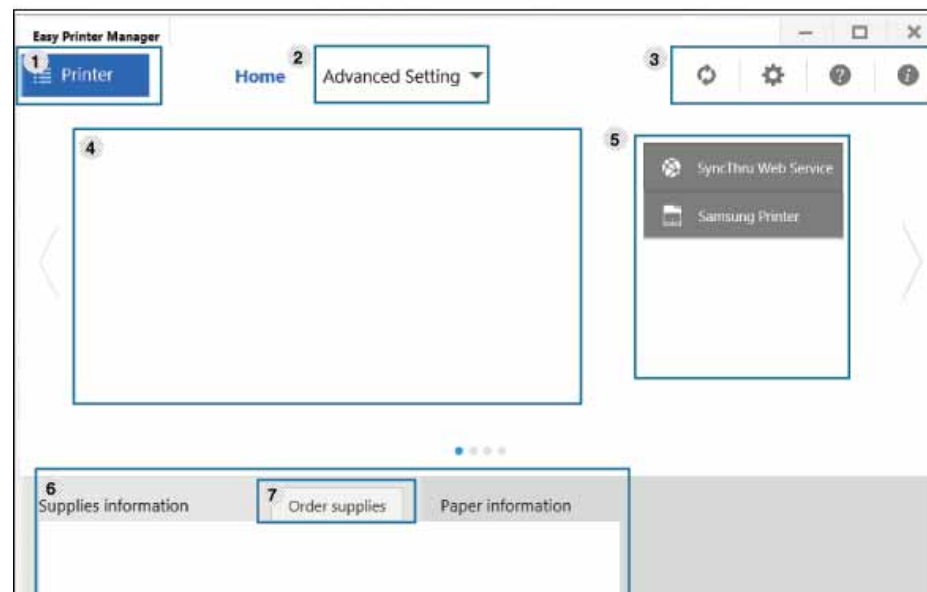 Easy Printer Manager
1 Printer
Home
2 Advanced Setting
3
4
5
SyncThru Web Service
Samsung Printer
6 Supplies information
7 Order supplies
Paper information